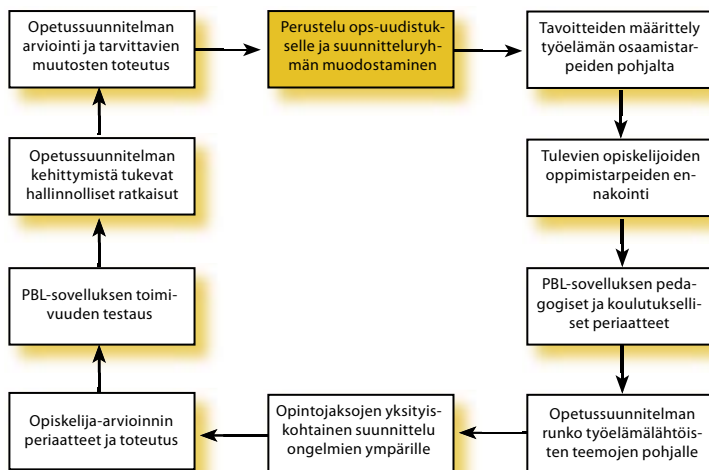 Opetussuunnitelman
arviointi ja tarvittavien
muutosten toteutus
Perustelu ops-uudistuk-
selle ja suunnitteluryh-
män muodostaminen
Tavoitteiden määrittely
työelämän osaamistar-
peiden pohjalta
Tulevien opiskelijoiden
oppimistarpeiden en-
nakointi
PBL-sovelluksen peda-
gogiset ja koulutukselli-
set periaatteet
Opetussuunnitelman
runko työelämälähtöis-
ten teemojen pohjalle
Opintojaksojen yksityis-
kohtainen suunnittelu
ongelmien ympärille
Opiskelija-arvioinnin
periaatteet ja toteutus
PBL-sovelluksen toimi-
vuuden testaus
Opetussuunnitelman
kehittymistä tukevat
hallinnolliset ratkaisut